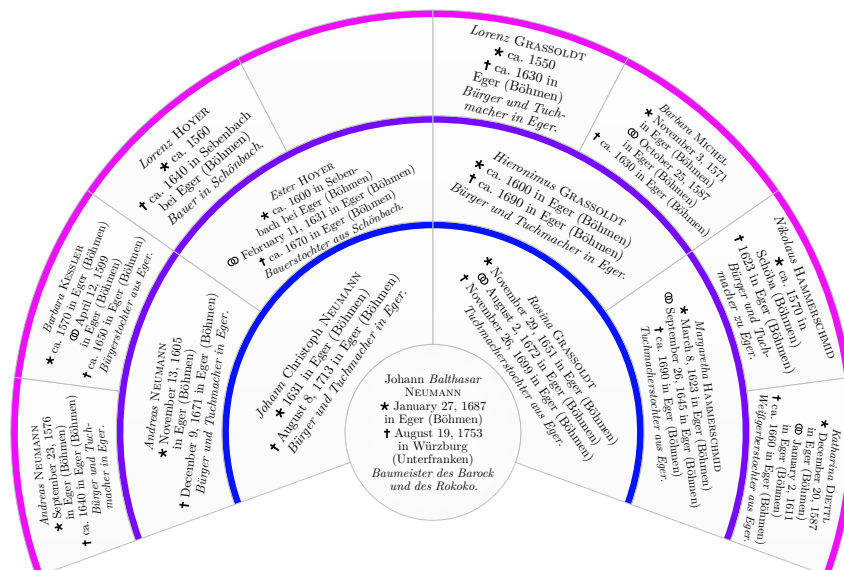 Lorenz GRASSOLDT
★ ca. 1550
✝ ca. 1630 in
Eger (Böhmen)
Bürger und Tuch-
macher in Eger.
Lorenz HOYER
★ ca. 1560
✝ ca. 1640 in Sebenbach
bei Eger (Böhmen)
Bauer in Schönbach.
Barbara MICHEL
★ November 3, 1571
in Eger (Böhmen)
⚭ October 25, 1587
in Eger (Böhmen)
✝ ca. 1630 in Eger (Böhmen)
Barbara KESSLER
★ ca. 1570 in Eger (Böhmen)
⚭ April 12, 1599
in Eger (Böhmen)
✝ ca. 1630 in Eger (Böhmen)
Bürgerstochter aus Eger.
Nikolaus HAMMERSCHMID
★ ca. 1570 in
Schöba (Böhmen)
✝ 1623 in Eger (Böhmen)
Bürger und Tuch-
macher zu Eger.
Andreas NEUMANN
★ September 23, 1576
in Eger (Böhmen)
✝ ca. 1640 in Eger (Böhmen)
Bürger und Tuch-
macher in Eger.
Katharina DIETTL
★ December 20, 1587
in Eger (Böhmen)
⚭ January 2, 1611
in Eger (Böhmen)
✝ ca. 1660 in Eger (Böhmen)
Weißgerberstochter aus Eger.
Ester HOYER
★ ca. 1600 in Seben-
bach bei Eger (Böhmen)
⚭ February 11, 1631 in Eger (Böhmen)
✝ ca. 1670 in Eger (Böhmen)
Bauerstochter aus Schönbach.
Hieronimus GRASSOLDT
★ ca. 1600 in Eger (Böhmen)
✝ ca. 1690 in Eger (Böhmen)
Bürger und Tuchmacher in Eger.
Andreas NEUMANN
★ November 13, 1605
in Eger (Böhmen)
✝ December 9, 1671 in Eger (Böhmen)
Bürger und Tuchmacher in Eger.
Margaretha HAMMERSCHMID
★ March 8, 1623 in Eger (Böhmen)
⚭ September 26, 1645 in Eger (Böhmen)
✝ ca. 1690 in Eger (Böhmen)
Tuchmacherstochter aus Eger.
Johann Christoph NEUMANN
★ 1631 in Eger (Böhmen)
✝ August 8, 1713 in Eger (Böhmen)
Bürger und Tuchmacher in Eger.
Rosina GRASSOLDT
★ November 29, 1651 in Eger (Böhmen)
⚭ August 2, 1672 in Eger (Böhmen)
✝ November 26, 1699 in Eger (Böhmen)
Tuchmacherstochter aus Eger.
Johann Balthasar
NEUMANN
★ January 27, 1687
in Eger (Böhmen)
✝ August 19, 1753
in Würzburg
(Unterfranken)
Baumeister des Barock
und des Rokoko.